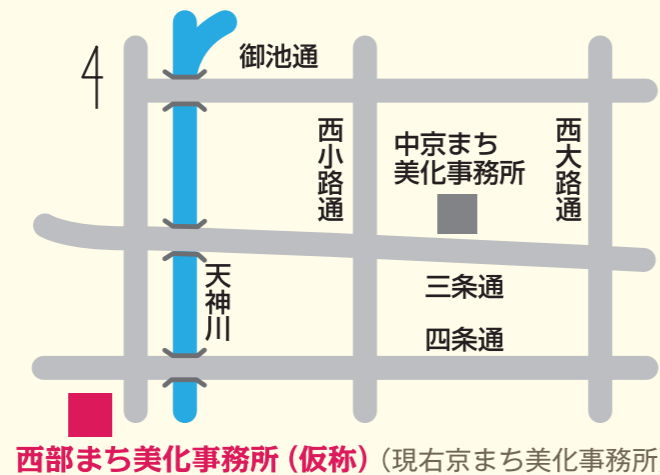 御池通
西小路通
中京まち
美化事務所
西大路通
天神川
三条通
四条通
西部まち美化事務所（仮称）（現右京まち美化事務所